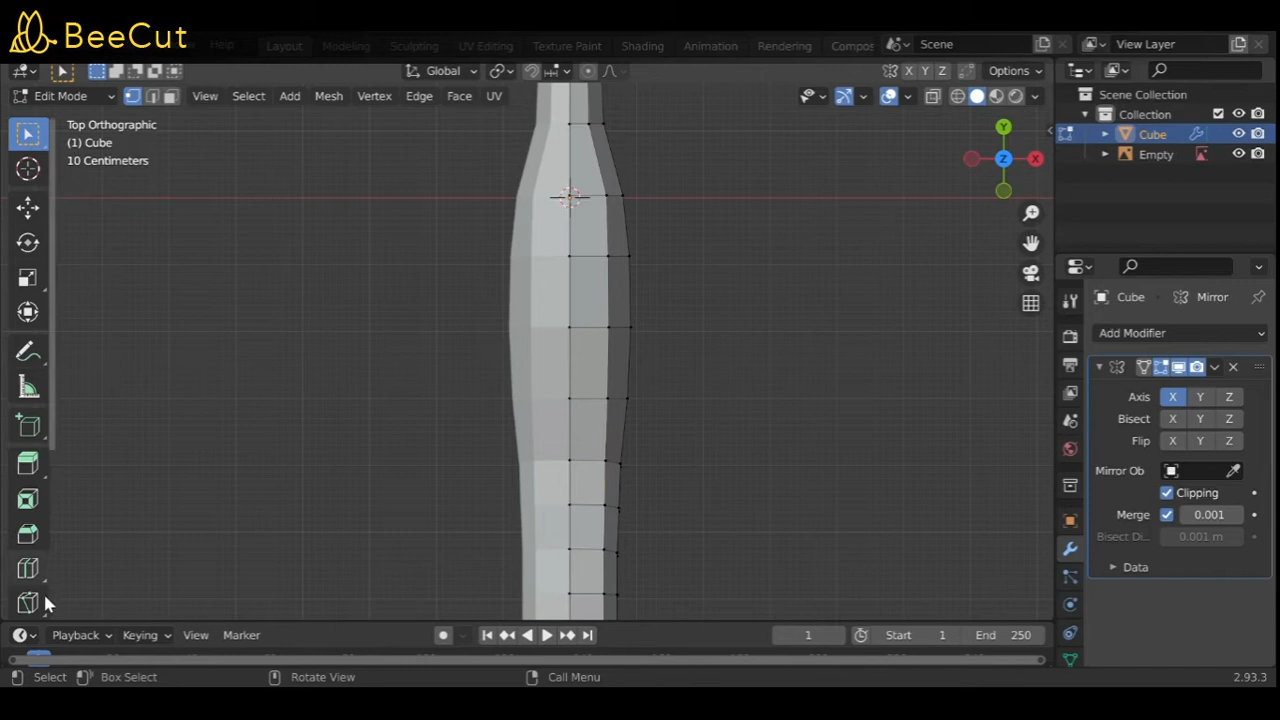 BeeCut
Help Layout Modeling Sculpting UV Editing Texture Paint Shading Animation Rendering Compos Scene View Layer
Global X Y Z Options
Edit Mode View Select Add Mesh Vertex Edge Face UV
Top Orthographic
(1) Cube
10 Centimeters
Y
Z
X
Scene Collection
Collection
Cube
Empty
Cube Mirror
Add Modifier
Axis X Y Z
Bisect X Y Z
Flip X Y Z
Mirror Ob
Clipping
Merge 0.001
Bisect Di... 0.001 m
Data
Playback Keying View Marker 1 Start 1 End 250
Select Box Select Rotate View Call Menu 2.93.3